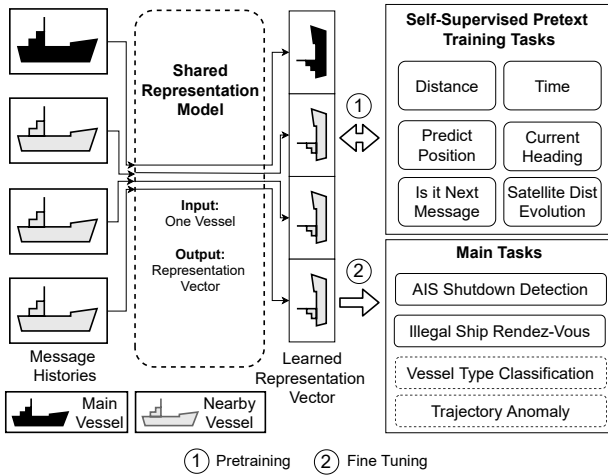 Shared
Representation
Model
Input:
One Vessel
Output:
Representation
Vector
Message
Histories
Learned
Representation
Vector
Main
Vessel
Nearby
Vessel
1
2
Self-Supervised Pretext
Training Tasks
Distance
Time
Predict
Position
Current
Heading
Is it Next
Message
Satellite Dist
Evolution
Main Tasks
AIS Shutdown Detection
Illegal Ship Rendez-Vous
Vessel Type Classification
Trajectory Anomaly
1 Pretraining
2 Fine Tuning